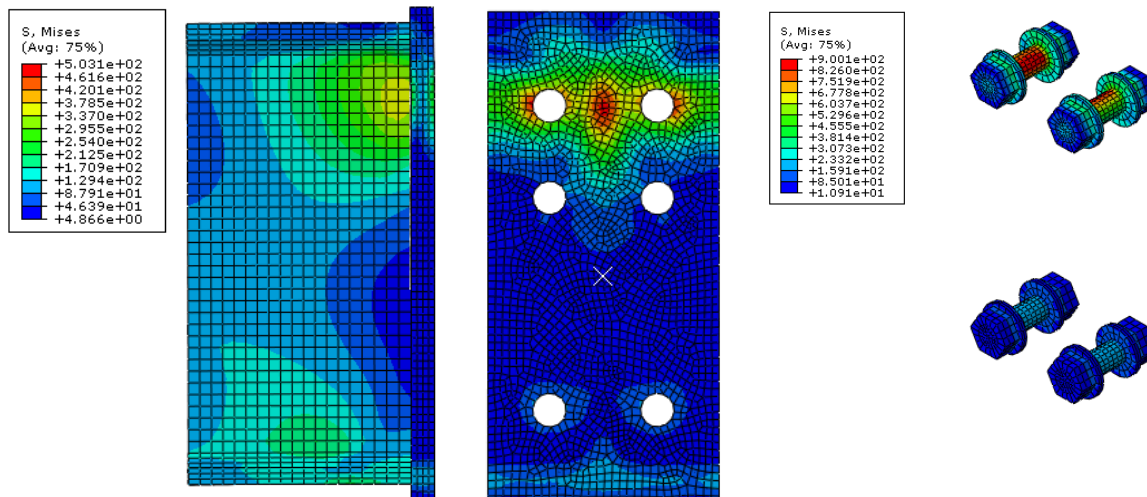 S, Mises
(Avg: 75%)
+5.031e+02
+4.616e+02
+4.201e+02
+3.785e+02
+3.370e+02
+2.955e+02
+2.540e+02
+2.125e+02
+1.709e+02
+1.294e+02
+8.791e+01
+4.639e+01
+4.866e+00
S, Mises
(Avg: 75%)
+9.001e+02
+8.260e+02
+7.519e+02
+6.778e+02
+6.037e+02
+5.296e+02
+4.555e+02
+3.814e+02
+3.073e+02
+2.332e+02
+1.591e+02
+8.501e+01
+1.091e+01